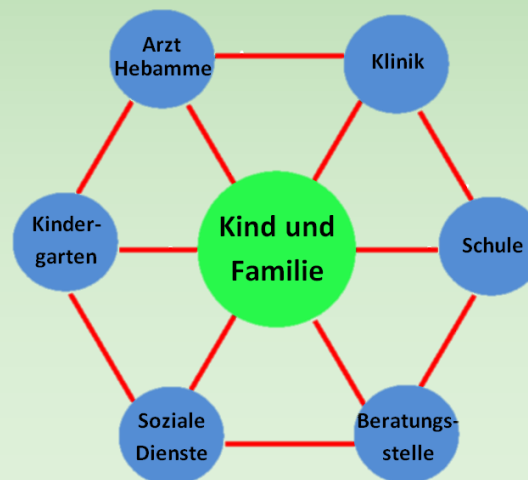 Arzt
Hebamme
Klinik
Kinder-
garten
Kind und
Familie
Schule
Soziale
Dienste
Beratungs-
stelle